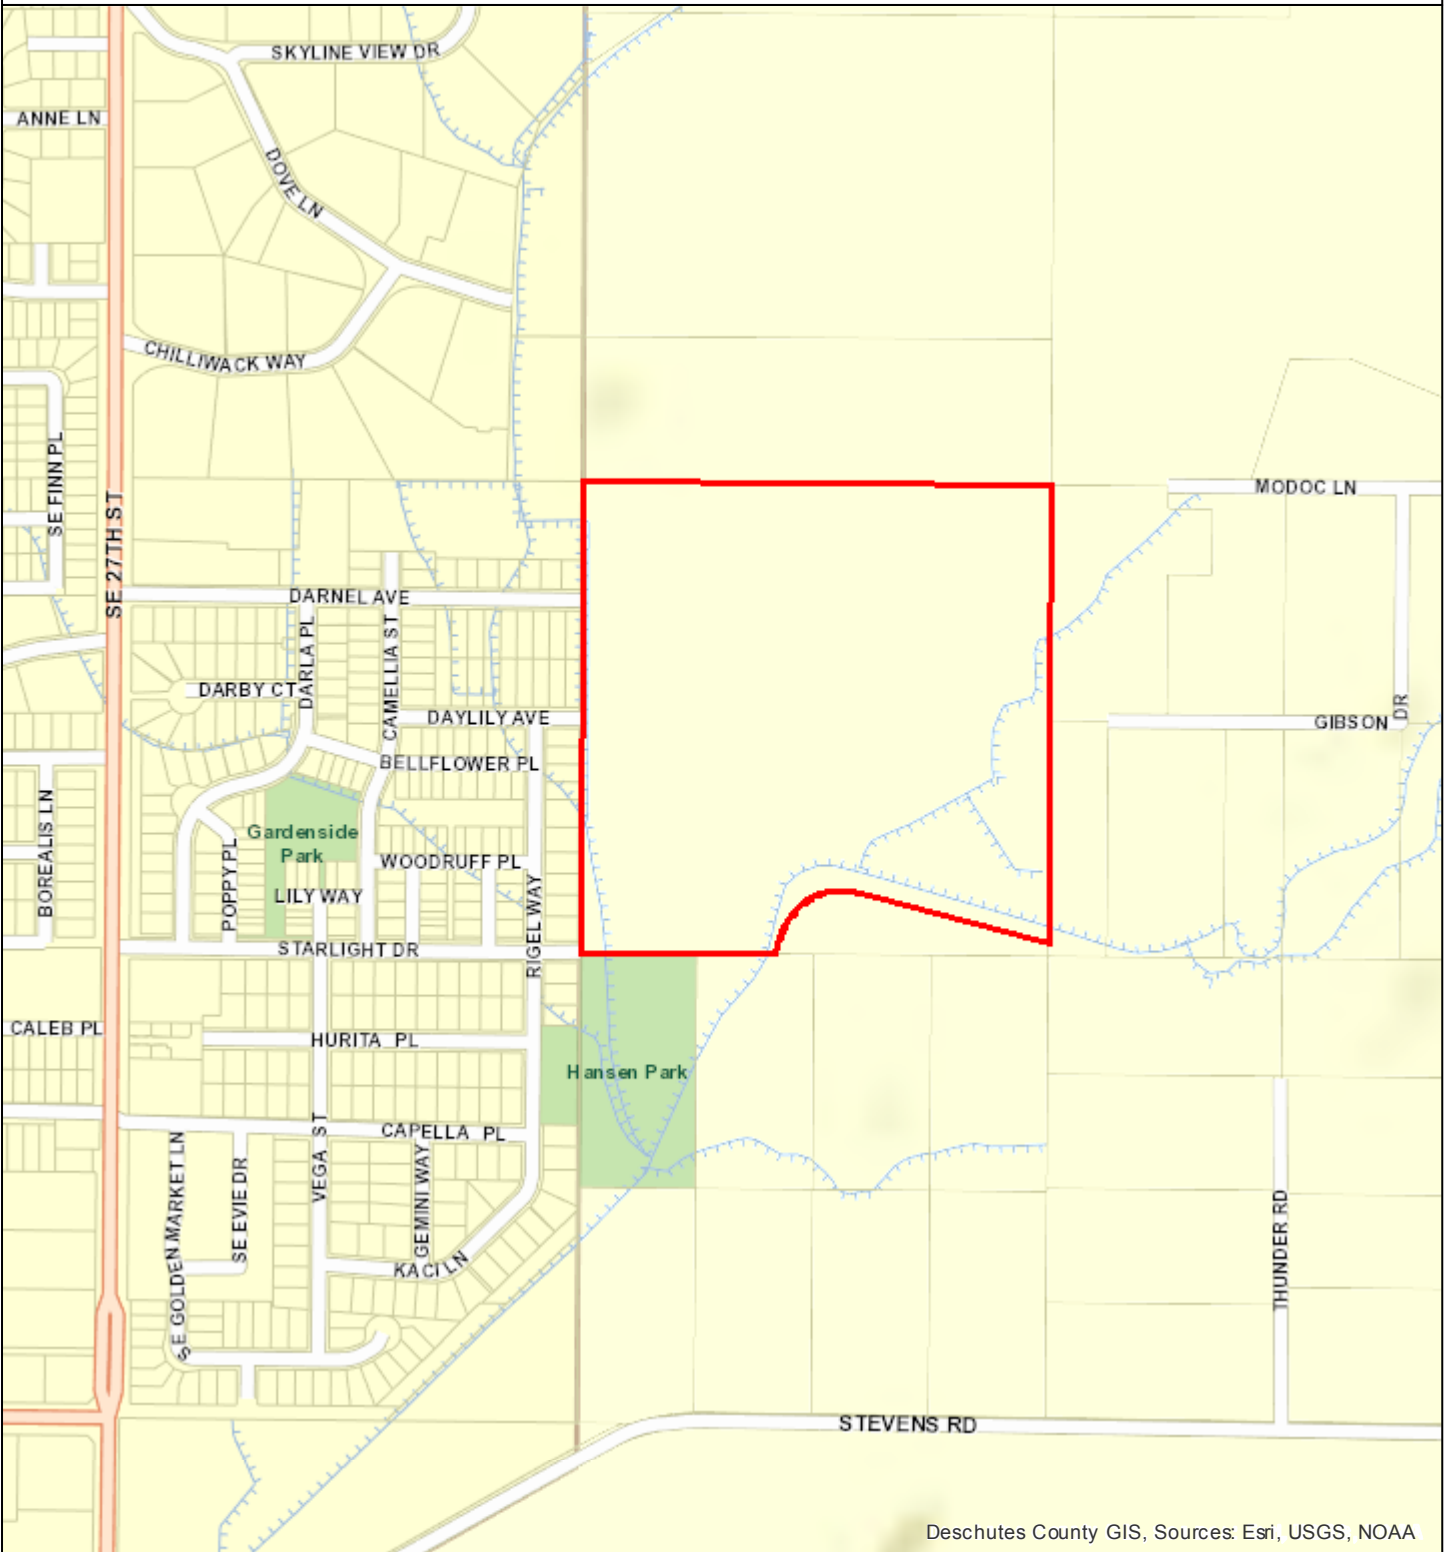 SKYLINE VIEW DR
ANNE LN
DOVE LN
CHILLIWACK WAY
SE FINN PL
SE 27TH ST
MODOC LN
DARNEL AVE
DARLA PL
CAMELLIA ST
DARBY CT
DAYLILY AVE
GIBSON
DR
BELLFLOWER PL
BOREALIS LN
Gardenside
Park
POPPY PL
WOODRUFF PL
LILY WAY
RIGEL WAY
STARLIGHT DR
CALEB PL
HURITA PL
Hansen Park
CAPELLA PL
VEGA ST
SE GOLDEN MARKET LN
SE EVIE DR
GEMINI WAY
KACI LN
THUNDER RD
STEVENS RD
Deschutes County GIS, Sources: Esri, USGS, NOAA